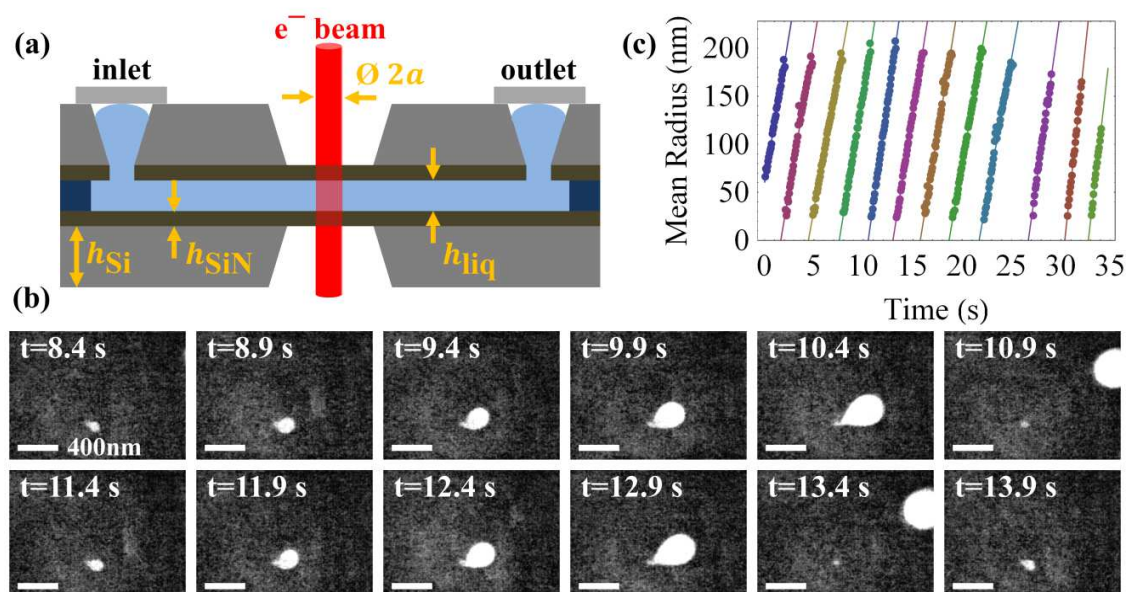 (a)
e⁻ beam
inlet
outlet
Ø 2a
h_Si
h_SiN
h_liq
(c)
Mean Radius (nm)
200
150
100
50
0
0 5 10 15 20 25 30 35
Time (s)
(b)
t=8.4 s t=8.9 s t=9.4 s t=9.9 s t=10.4 s t=10.9 s
400nm
t=11.4 s t=11.9 s t=12.4 s t=12.9 s t=13.4 s t=13.9 s